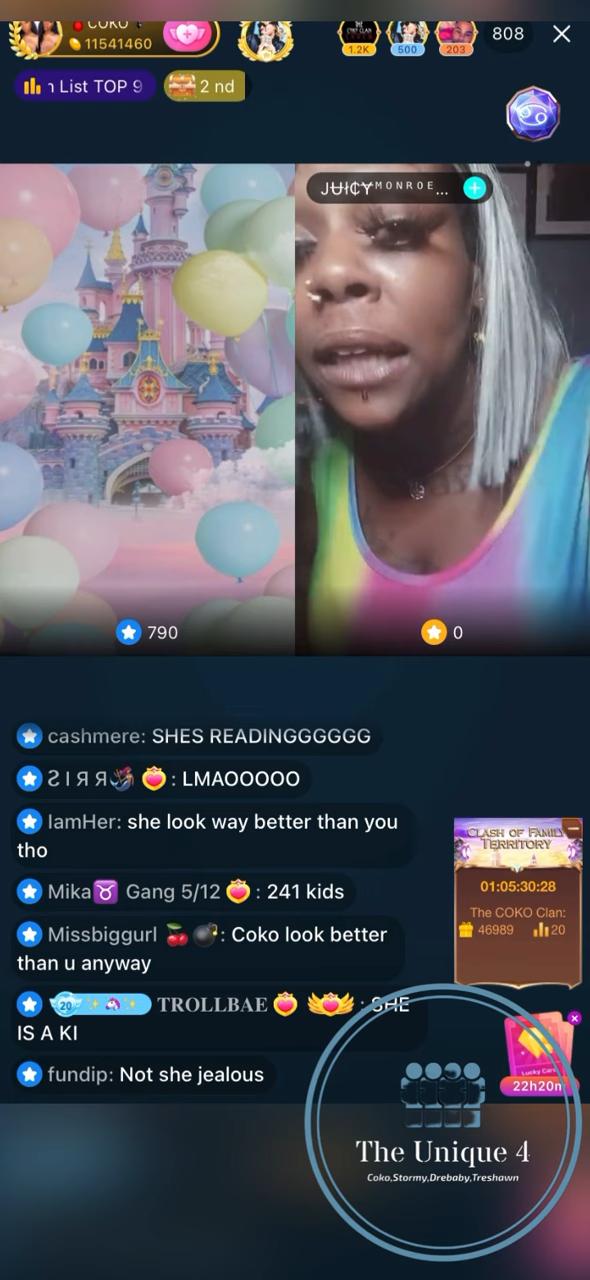 COKO
11541460
1.2K
500
203
808
n List TOP 9
2 nd
JUICY MONROE...
790
0
cashmere: SHES READINGGGGGG
ƧIЯЯ : LMAOOOOO
IamHer: she look way better than you
tho
Mika♉ Gang 5/12 : 241 kids
Missbiggurl 🍒 💣: Coko look better
than u anyway
20 TROLLBAE : SHE
IS A KI
fundip: Not she jealous
CLASH OF FAMILY
TERRITORY
01:05:30:28
The COKO Clan:
46989 20
Lucky Card
22h20m
The Unique 4
Coko,Stormy,Drebaby,Treshawn